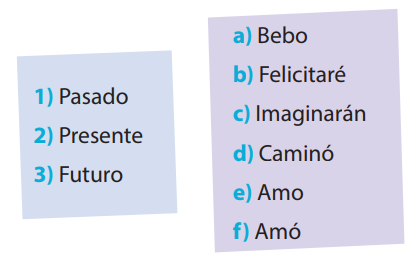 1) Pasado
2) Presente
3) Futuro
a) Bebo
b) Felicitaré
c) Imaginarán
d) Caminó
e) Amo
f) Amó